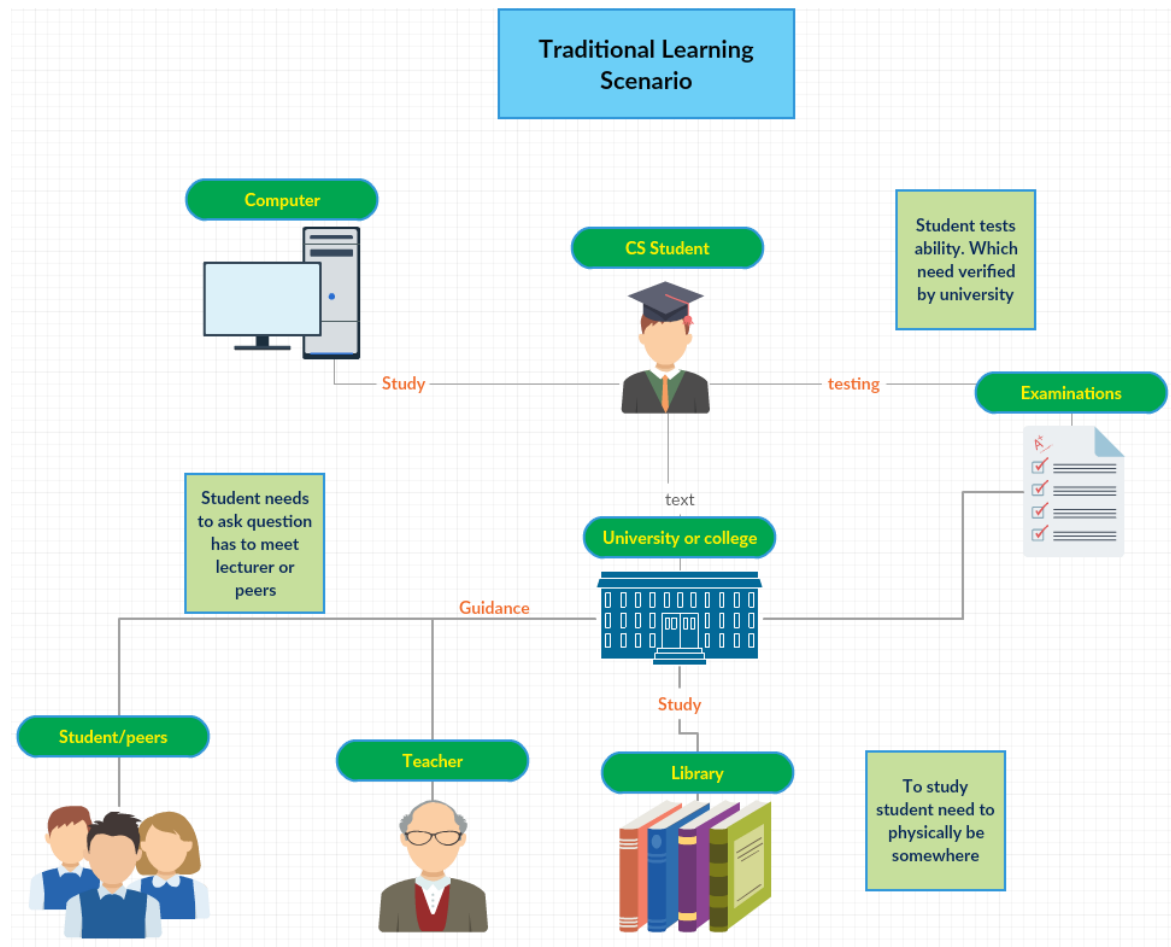 Traditional Learning
Scenario
Computer
CS Student
Student tests
ability. Which
need verified
by university
Study
testing
Examinations
A+
Student needs
to ask question
has to meet
lecturer or
peers
text
University or college
Guidance
Study
Student/peers
Teacher
Library
To study
student need to
physically be
somewhere